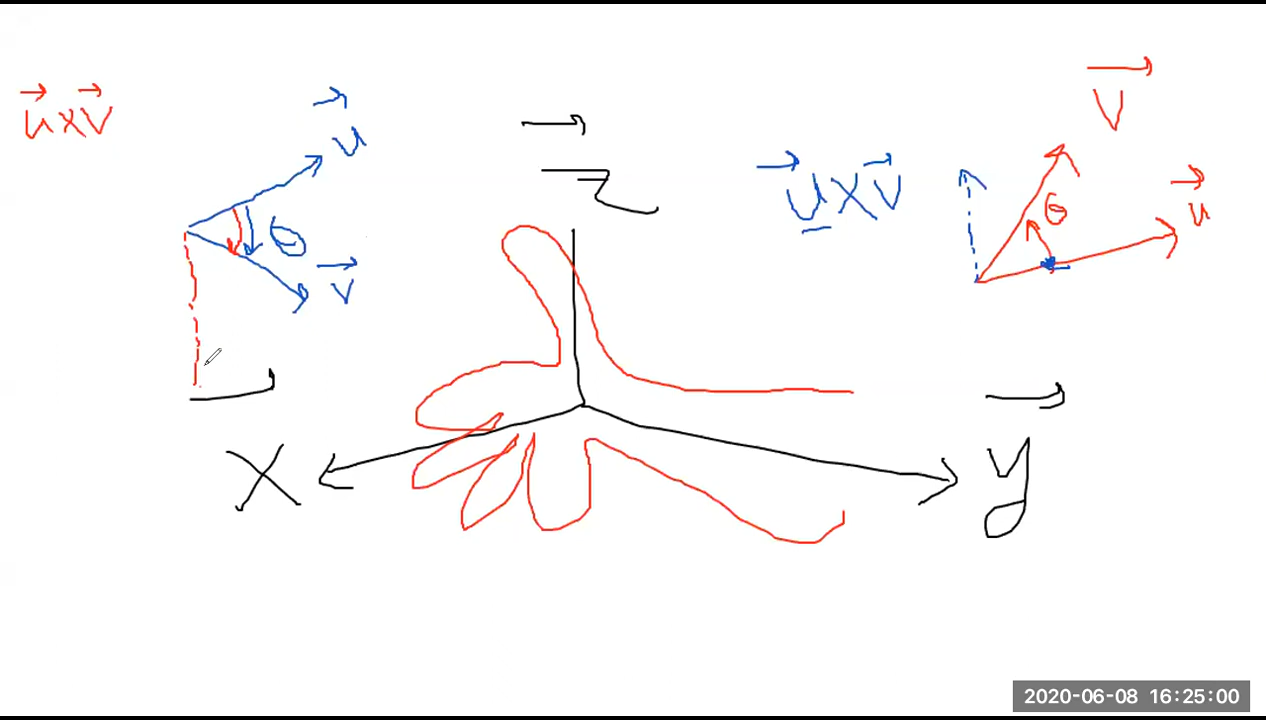 u⃗ x v⃗
u⃗
θ
v⃗
z⃗
u⃗ x v⃗
v⃗
u⃗
θ
x⃗
y⃗
2020-06-08 16:25:00